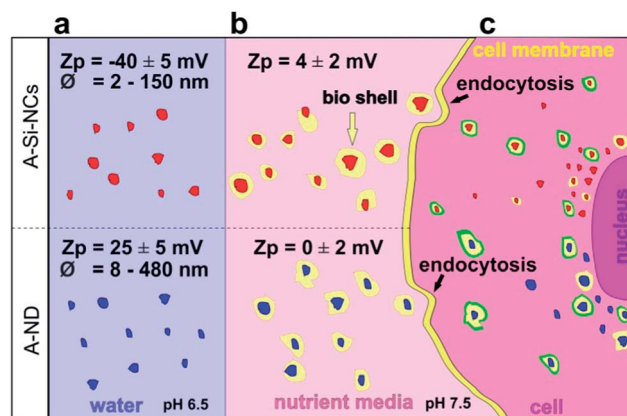 a
b
c
A-Si-NCs
Zp = -40 ± 5 mV
Ø = 2 - 150 nm
Zp = 4 ± 2 mV
bio shell
cell membrane
endocytosis
nucleus
A-ND
Zp = 25 ± 5 mV
Ø = 8 - 480 nm
Zp = 0 ± 2 mV
endocytosis
water
pH 6.5
nutrient media
pH 7.5
cell